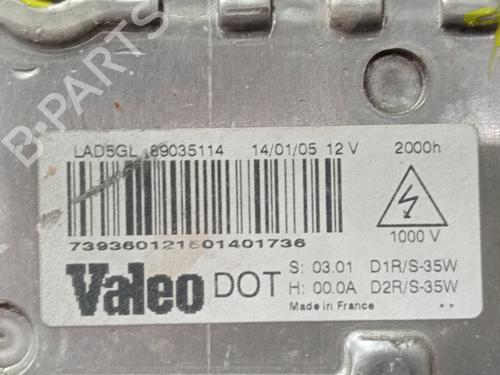 B-PARTS
LAD5GL 89035114 14/01/05 12 V 2000h
739360121501401736
1000 V
Valeo DOT S: 03.01 D1R/S-35W
H: 00.0A D2R/S-35W
Made in France